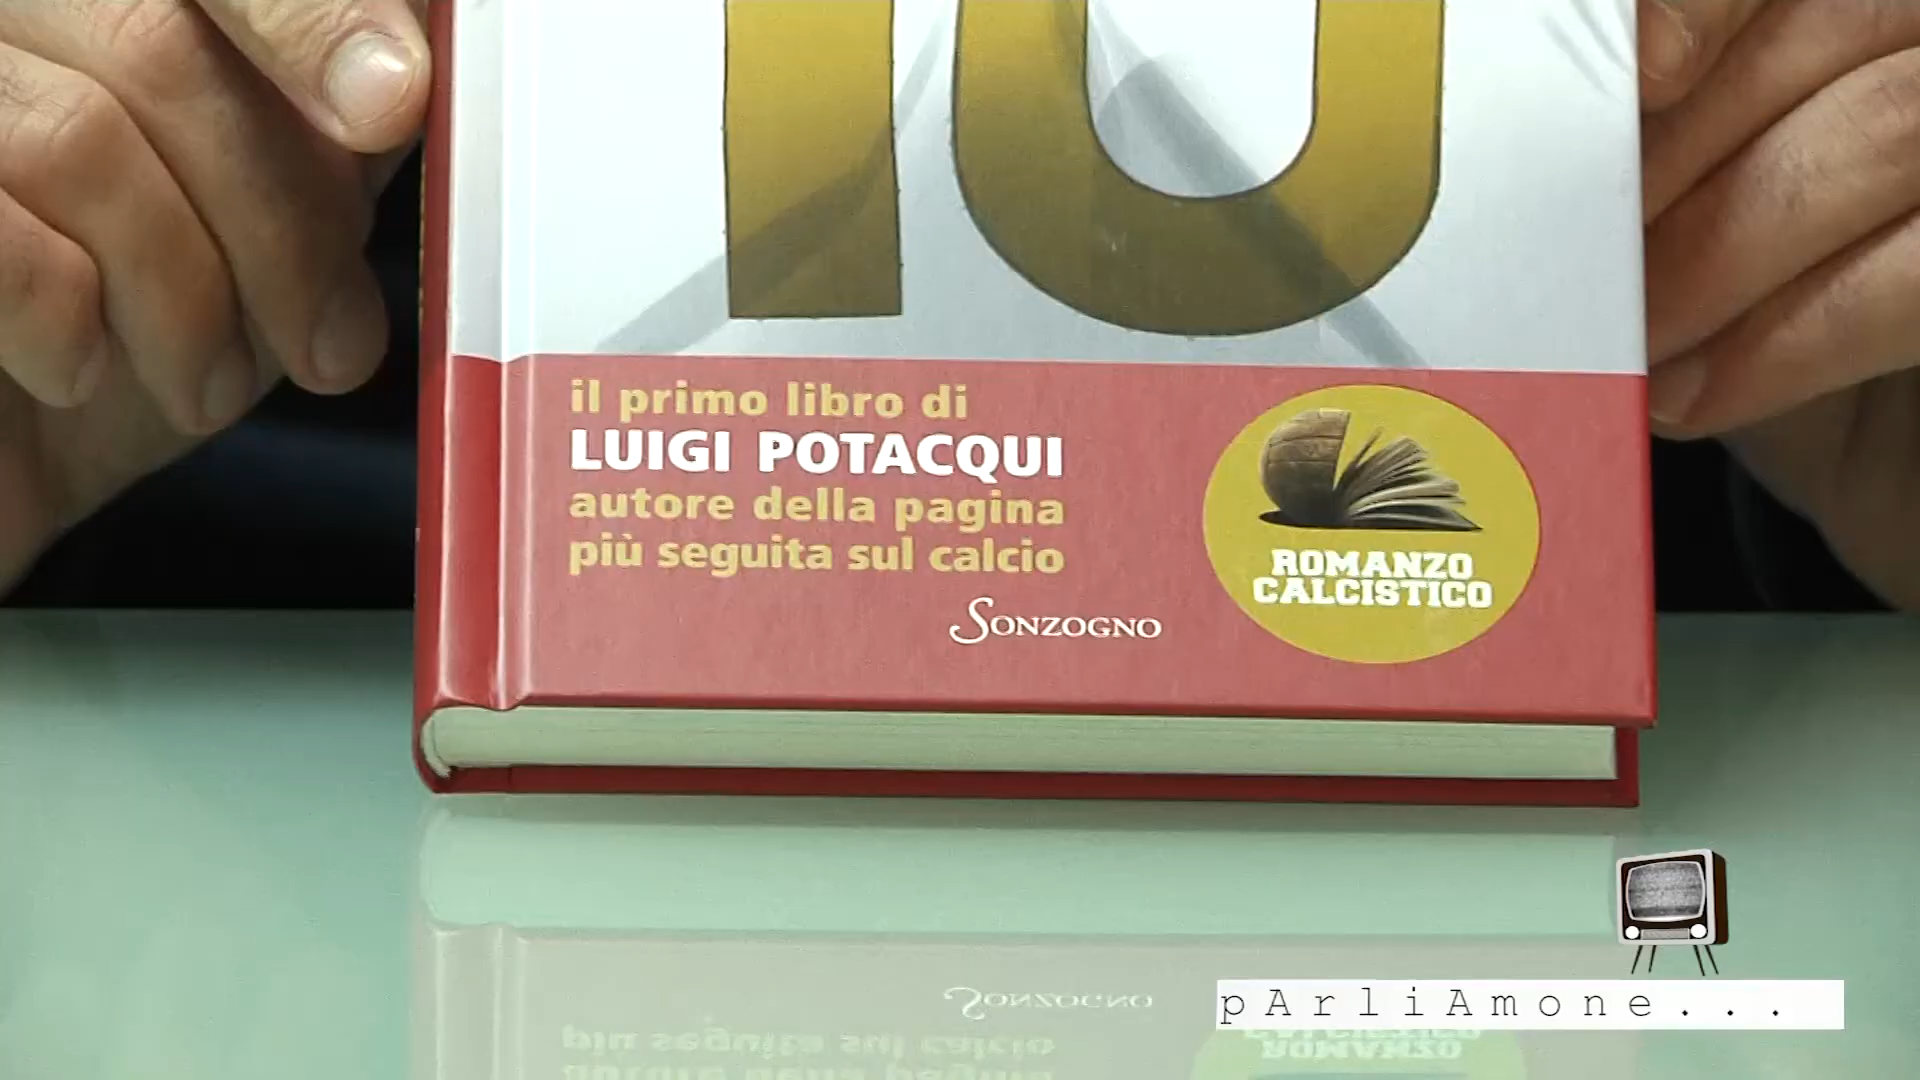 10
il primo libro di
LUIGI POTACQUI
autore della pagina
più seguita sul calcio
SONZOGNO
ROMANZO
CALCISTICO
pArliAmone...